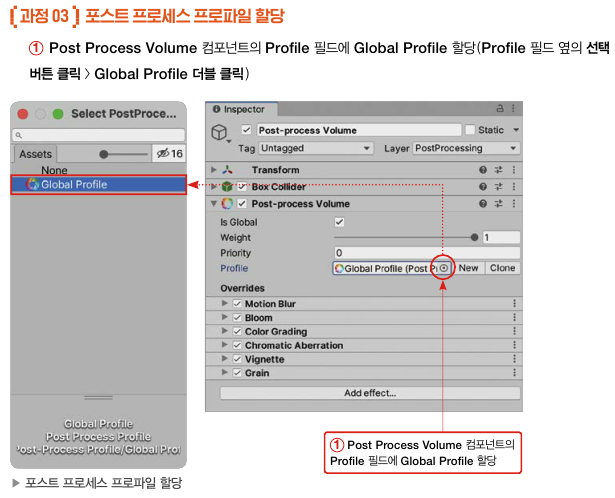 [과정 03] 포스트 프로세스 프로파일 할당
① Post Process Volume 컴포넌트의 Profile 필드에 Global Profile 할당(Profile 필드 옆의 선택
버튼 클릭 > Global Profile 더블 클릭)
Select PostProce...
Assets
16
None
Global Profile
Global Profile
Post Process Profile
ost-Process Profile/Global Pro
Inspector
Post-process Volume
Static
Tag Untagged
Layer PostProcessing
Transform
Box Collider
Post-process Volume
Is Global
Weight 1
Priority 0
Profile Global Profile (Post P New Clone
Overrides
Motion Blur
Bloom
Color Grading
Chromatic Aberration
Vignette
Grain
Add effect...
① Post Process Volume 컴포넌트의
Profile 필드에 Global Profile 할당
▶ 포스트 프로세스 프로파일 할당